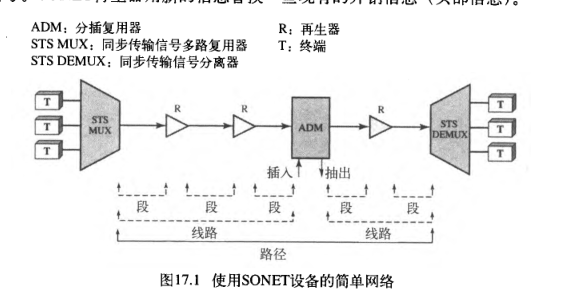 ADM：分插复用器
R：再生器
STS MUX：同步传输信号多路复用器
T：终端
STS DEMUX：同步传输信号分离器
R
R
R
T
T
T
STS
MUX
ADM
STS
DEMUX
T
T
T
插入
抽出
段
段
段
段
段
线路
线路
路径
图17.1 使用SONET设备的简单网络